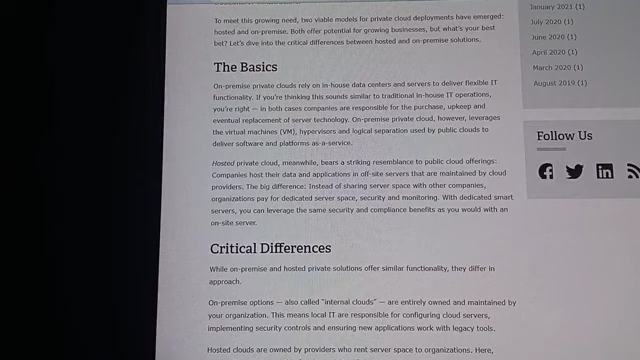 To meet this growing need, two viable models for private cloud deployments have emerged:
hosted and on-premise. Both offer potential for growing businesses, but what's your best
bet? Let's dive into the critical differences between hosted and on-premise solutions.
The Basics
On-premise private clouds rely on in-house data centers and servers to deliver flexible IT
functionality. If you're thinking this sounds similar to traditional in-house IT operations,
you're right — in both cases companies are responsible for the purchase, upkeep and
eventual replacement of server technology. On-premise private cloud, however, leverages
the virtual machines (VM), hypervisors and logical separation used by public clouds to
deliver software and platforms as-a-service.
Hosted private cloud, meanwhile, bears a striking resemblance to public cloud offerings:
Companies host their data and applications in off-site servers that are maintained by cloud
providers. The big difference: Instead of sharing server space with other companies,
organizations pay for dedicated server space, security and monitoring. With dedicated smart
servers, you can leverage the same security and compliance benefits as you would with an
on-site server.
Critical Differences
While on-premise and hosted private solutions offer similar functionality, they differ in
approach.
On-premise options — also called "internal clouds" — are entirely owned and maintained by
your organization. This means local IT are responsible for configuring cloud servers,
implementing security controls and ensuring new applications work with legacy tools.
Hosted clouds are owned by providers who rent server space to organizations. Here,
January 2021 (1)
July 2020 (1)
June 2020 (1)
April 2020 (1)
March 2020 (1)
August 2019 (1)
Follow Us